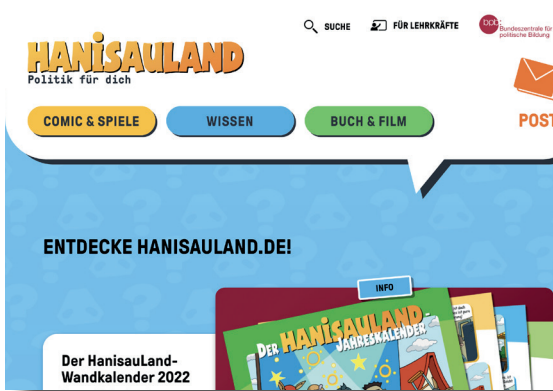 SUCHE
FÜR LEHRKRÄFTE
bpb:
Bundeszentrale für
politische Bildung
HANISAULAND
Politik für dich
COMIC & SPIELE
WISSEN
BUCH & FILM
POST
ENTDECKE HANISAULAND.DE!
INFO
DER HANISAULAND-
JAHRESKALENDER
Der HanisauLand-
Wandkalender 2022